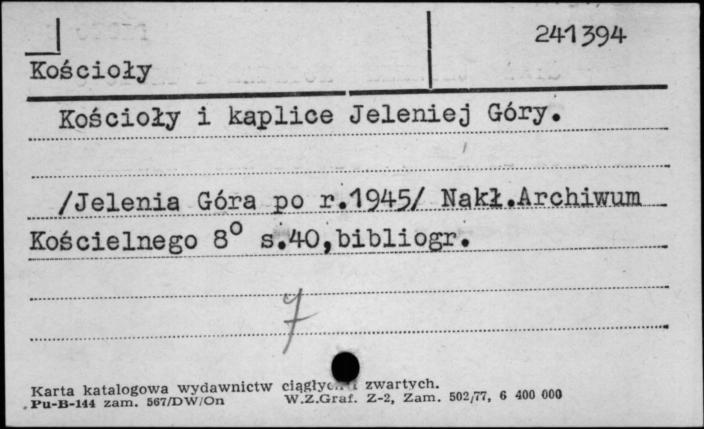 241394
Kościoły
Kościoły i kaplice Jeleniej Góry.
/Jelenia Góra po r.1945/ Nakł.Archiwum
Kościelnego 8° s.40,bibliogr.
7
Karta katalogowa wydawnictw ciągłych i zwartych.
Pu-B-144 zam. 567/DW/On W.Z.Graf. Z-2, Zam. 502/77, 6 400 000